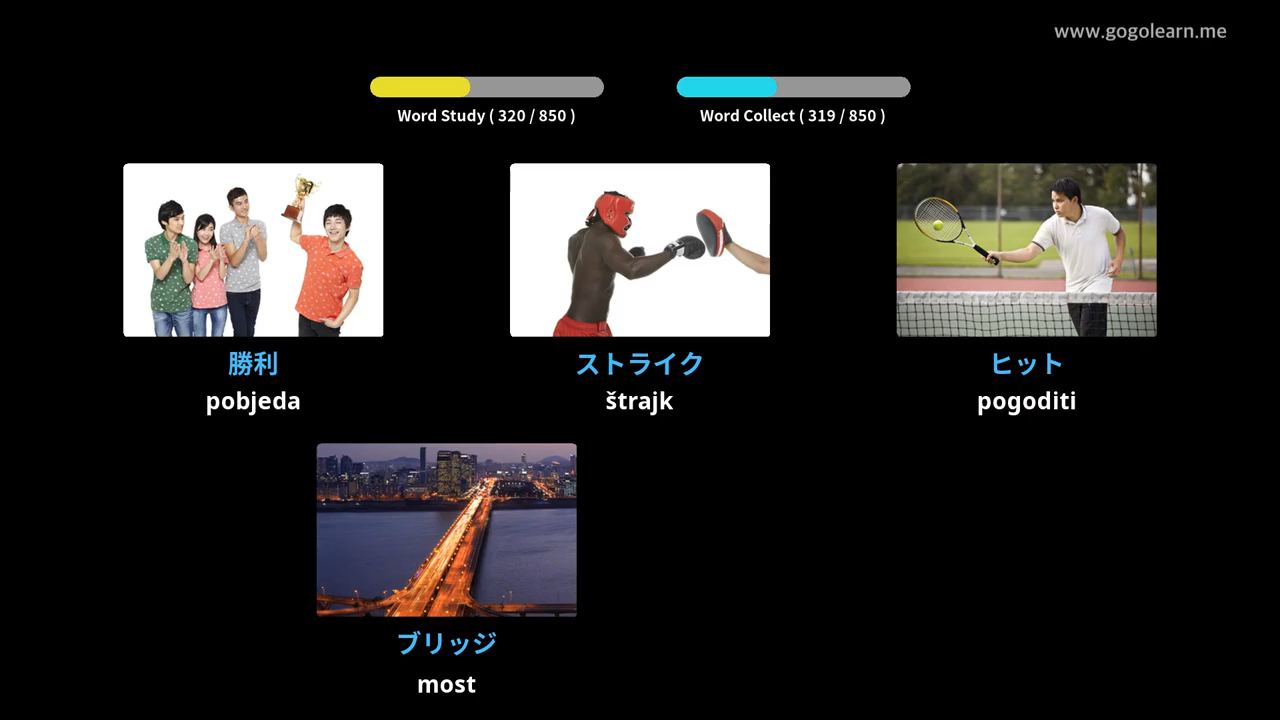 www.gogolearn.me
Word Study ( 320 / 850 )
Word Collect ( 319 / 850 )
勝利
pobjeda
ストライク
štrajk
ヒット
pogoditi
ブリッジ
most